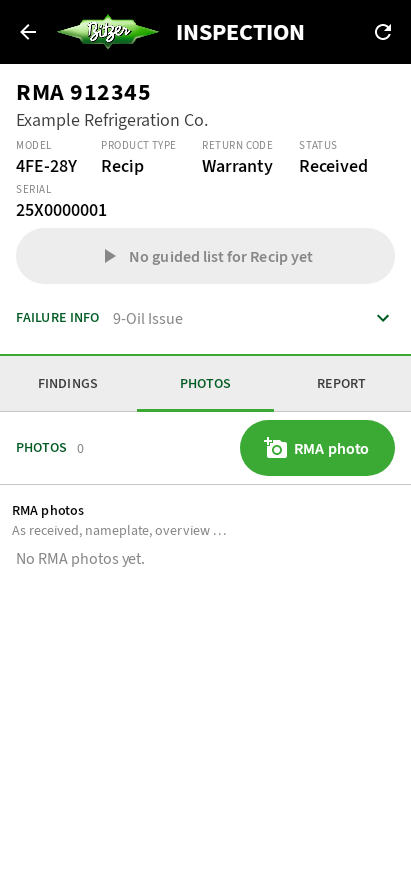 Bitzer
INSPECTION
RMA 912345
Example Refrigeration Co.
MODEL PRODUCT TYPE RETURN CODE STATUS
4FE-28Y Recip Warranty Received
SERIAL
25X0000001
No guided list for Recip yet
FAILURE INFO 9-Oil Issue
FINDINGS PHOTOS REPORT
PHOTOS 0 RMA photo
RMA photos
As received, nameplate, overview …
No RMA photos yet.